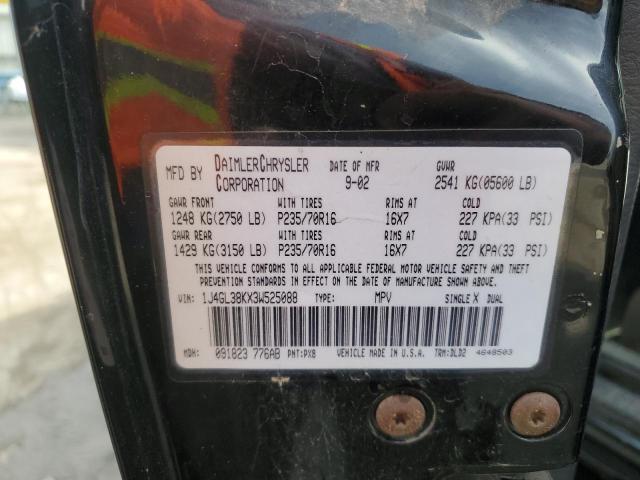 MFD BY DAIMLERCHRYSLER CORPORATION DATE OF MFR 9-02 GVWR 2541 KG(05600 LB)
GAWR FRONT WITH TIRES RIMS AT COLD
1248 KG(2750 LB) P235/70R16 16X7 227 KPA(33 PSI)
GAWR REAR WITH TIRES RIMS AT COLD
1429 KG(3150 LB) P235/70R16 16X7 227 KPA(33 PSI)
THIS VEHICLE CONFORMS TO ALL APPLICABLE FEDERAL MOTOR VEHICLE SAFETY AND THEFT
PREVENTION STANDARDS IN EFFECT ON THE DATE OF MANUFACTURE SHOWN ABOVE.
VIN: 1J4GL38KX3W525088 TYPE: MPV SINGLE X DUAL
MDH: 091823 776AB PNT:PX8 VEHICLE MADE IN U.S.A. TRM:DLD2 4648503